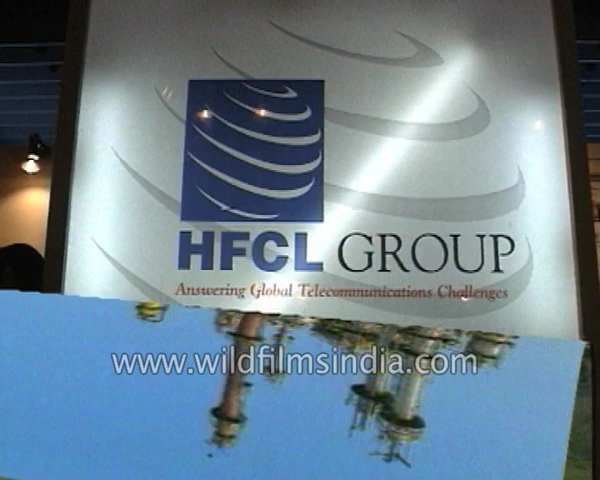 HFCL GROUP
Answering Global Telecommunications Challenges
www.wildfilmsindia.com